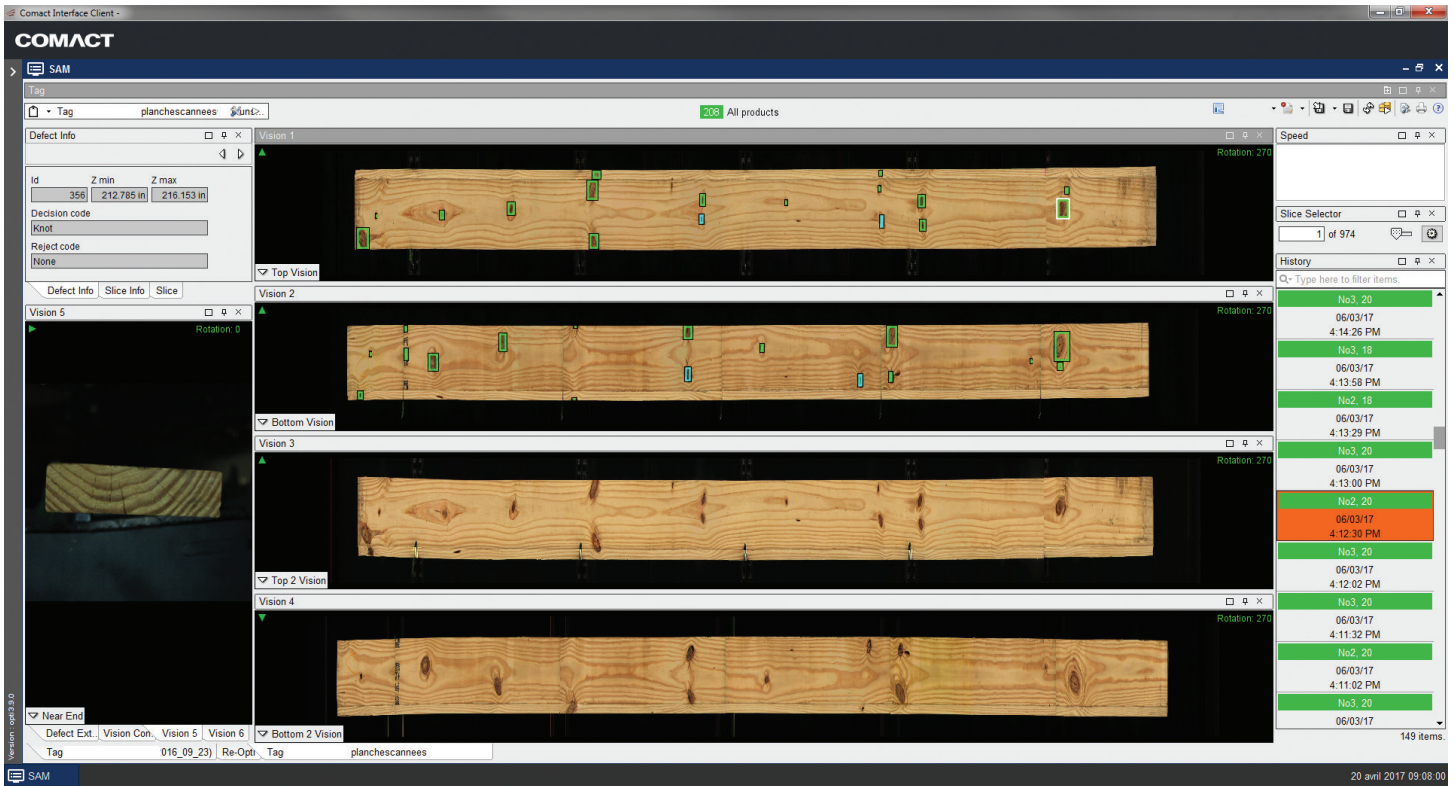 Comact Interface Client -
COMACT
SAM
Tag
Tag planchescannees
208 All products
Defect Info
Id Z min Z max
356 212.785 in 216.153 in
Decision code
Knot
Reject code
None
Defect Info Slice Info Slice
Vision 5
Rotation: 0
Near End
Defect Ext.. Vision Con. Vision 5 Vision 6
Tag 016_09_23) Re-Opti
Vision 1
Rotation: 270
Top Vision
Vision 2
Rotation: 270
Bottom Vision
Vision 3
Rotation: 270
Top 2 Vision
Vision 4
Rotation: 270
Bottom 2 Vision
Tag planchescannees
Speed
Slice Selector
1 of 974
History
Type here to filter items.
No3, 20
06/03/17
4:14:26 PM
No3, 18
06/03/17
4:13:58 PM
No2, 18
06/03/17
4:13:29 PM
No3, 20
06/03/17
4:13:00 PM
No2, 20
06/03/17
4:12:30 PM
No3, 20
06/03/17
4:12:02 PM
No3, 20
06/03/17
4:11:32 PM
No2, 20
06/03/17
4:11:02 PM
No3, 20
06/03/17
149 items.
Version : opti3.9.0
SAM
20 avril 2017 09:08:00